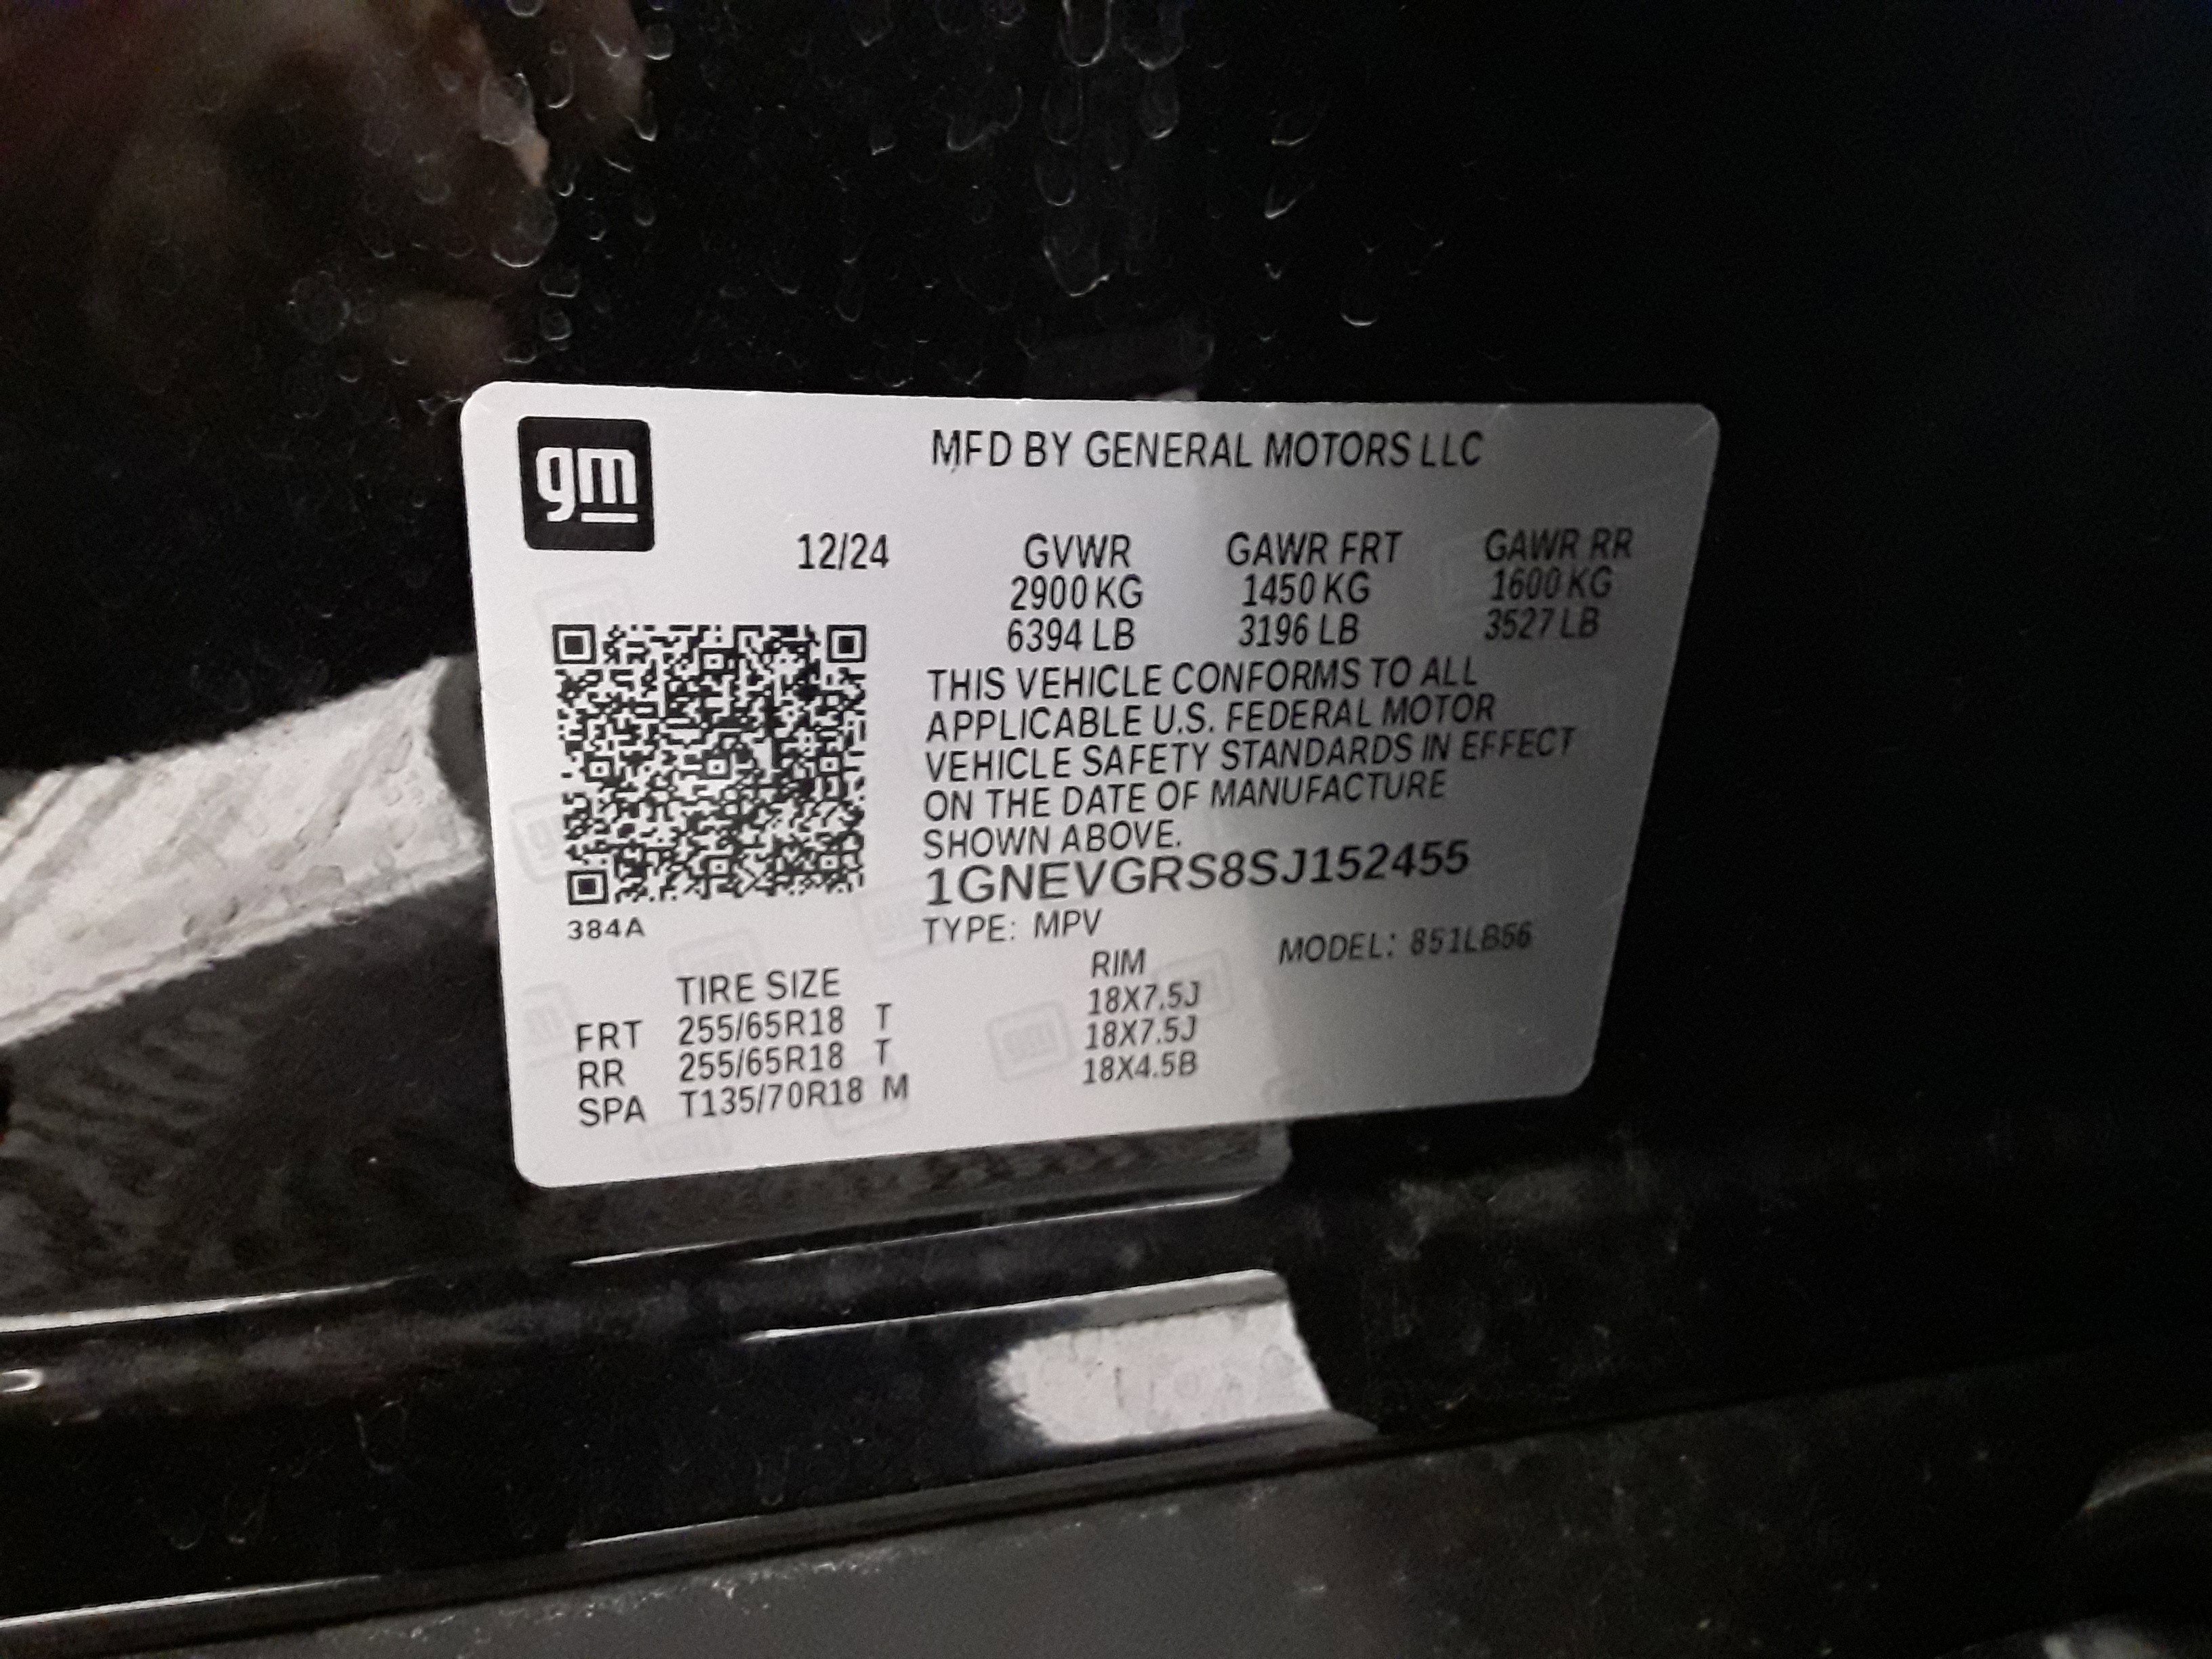 gm
MFD BY GENERAL MOTORS LLC
12/24 GVWR GAWR FRT GAWR RR
2900 KG 1450 KG 1600 KG
6394 LB 3196 LB 3527 LB
THIS VEHICLE CONFORMS TO ALL
APPLICABLE U.S. FEDERAL MOTOR
VEHICLE SAFETY STANDARDS IN EFFECT
ON THE DATE OF MANUFACTURE
SHOWN ABOVE.
1GNEVGRS8SJ152455
384A
TYPE: MPV MODEL: 851LB56
TIRE SIZE RIM
FRT 255/65R18 T 18X7.5J
RR 255/65R18 T 18X7.5J
SPA T135/70R18 M 18X4.5B